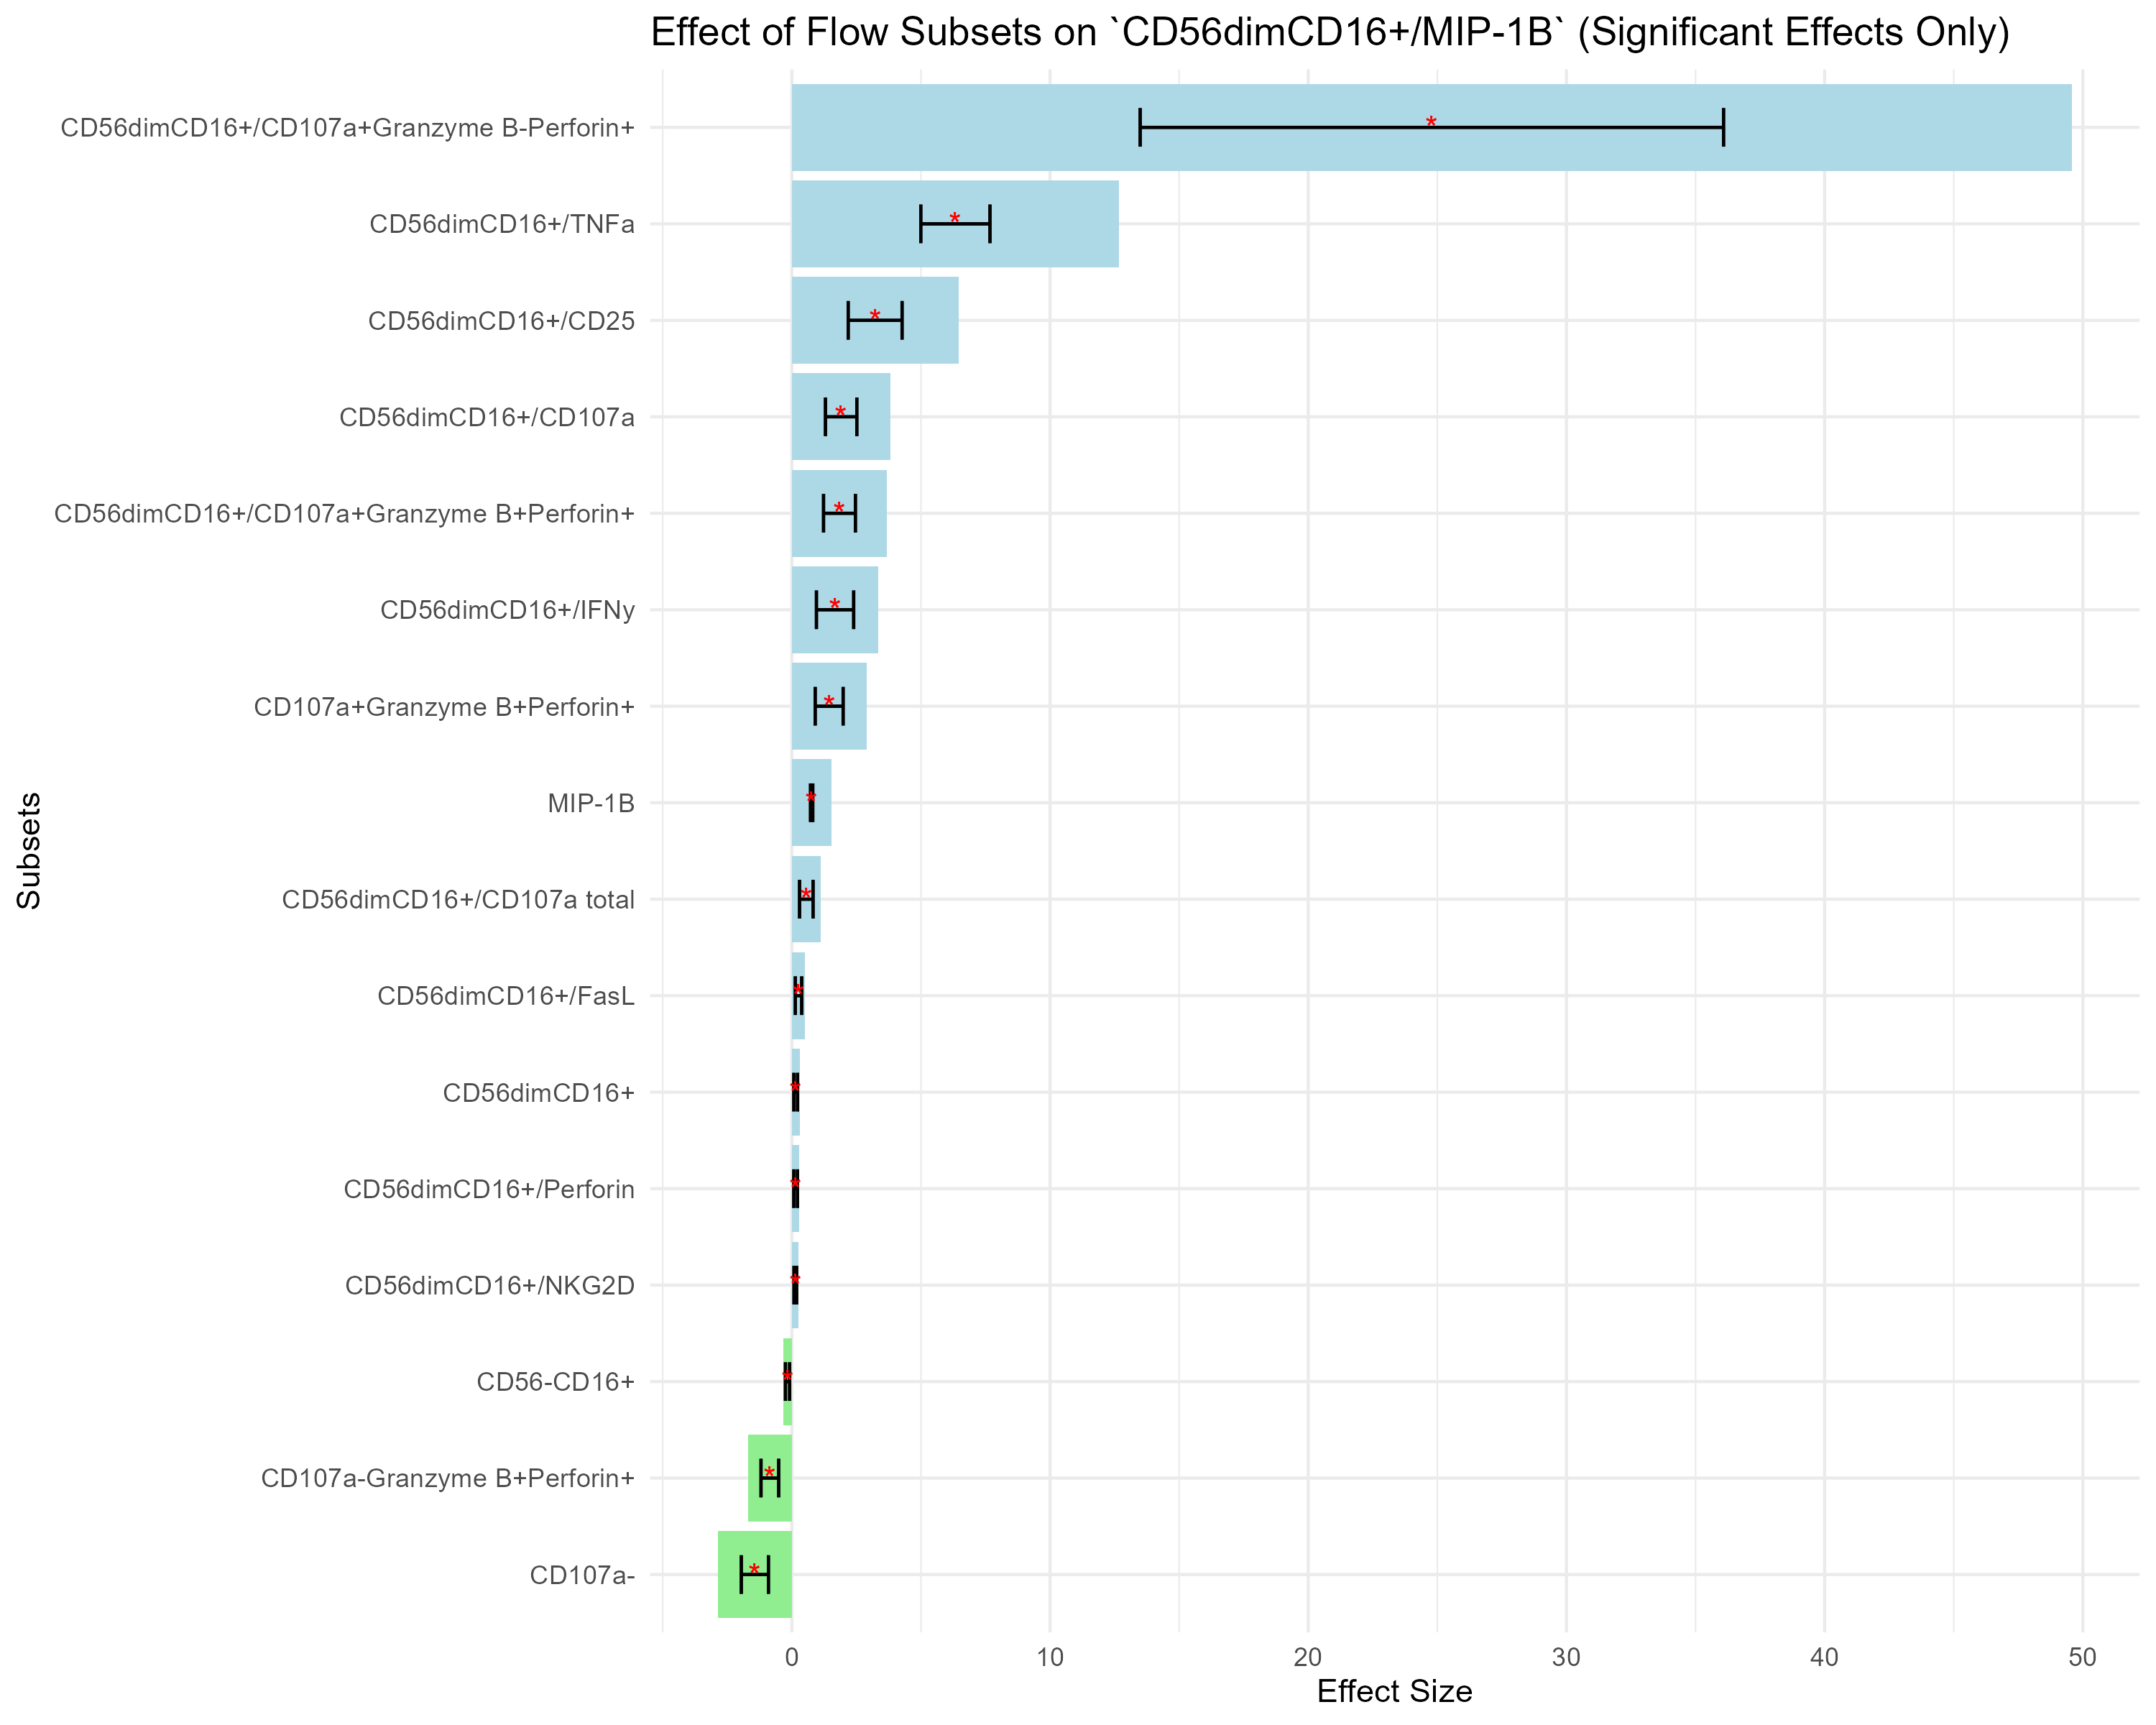 Effect of Flow Subsets on `CD56dimCD16+/MIP-1B` (Significant Effects Only)
CD56dimCD16+/CD107a+Granzyme B-Perforin+
*
CD56dimCD16+/TNFa
*
CD56dimCD16+/CD25
*
CD56dimCD16+/CD107a
*
CD56dimCD16+/CD107a+Granzyme B+Perforin+
*
CD56dimCD16+/IFNy
*
CD107a+Granzyme B+Perforin+
*
MIP-1B
*
CD56dimCD16+/CD107a total
*
CD56dimCD16+/FasL
*
CD56dimCD16+
*
CD56dimCD16+/Perforin
*
CD56dimCD16+/NKG2D
*
CD56-CD16+
*
CD107a-Granzyme B+Perforin+
*
CD107a-
*
Subsets
0 10 20 30 40 50
Effect Size